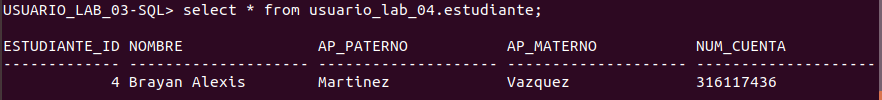 USUARIO_LAB_03-SQL> select * from usuario_lab_04.estudiante;
ESTUDIANTE_ID NOMBRE AP_PATERNO AP_MATERNO NUM_CUENTA
------------- -------------------- -------------------- -------------------- --------------------
4 Brayan Alexis Martinez Vazquez 316117436